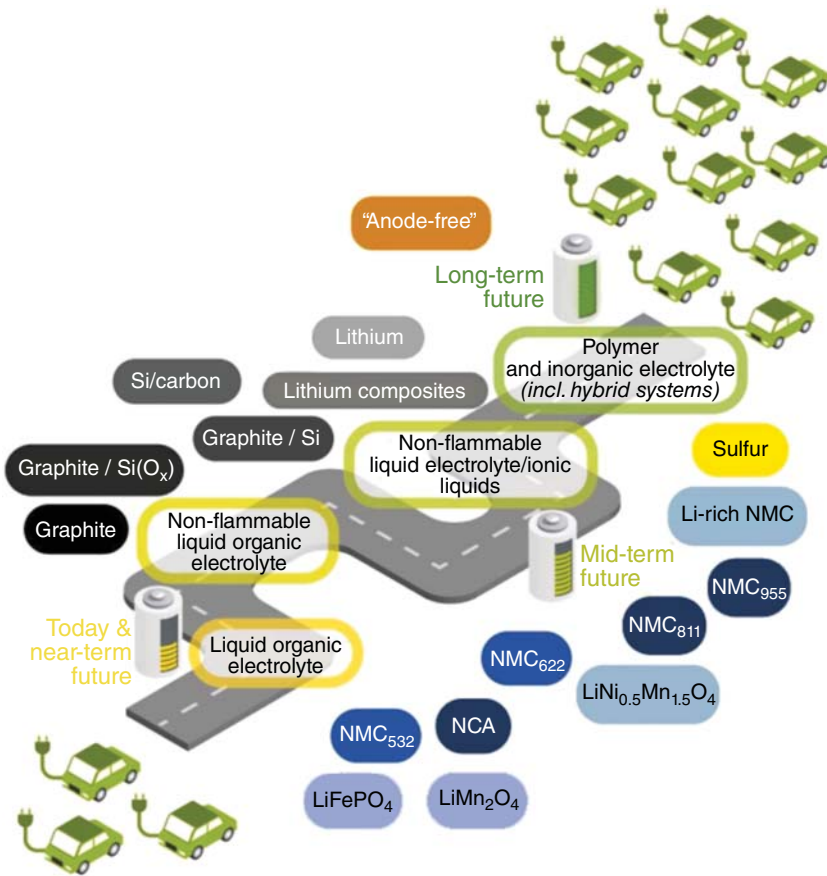 “Anode-free”
Long-term
future
Lithium
Polymer
and inorganic electrolyte
(incl. hybrid systems)
Si/carbon
Lithium composites
Graphite / Si
Non-flammable
liquid electrolyte/ionic
liquids
Sulfur
Graphite / Si(Oₓ)
Li-rich NMC
Graphite
Non-flammable
liquid organic
electrolyte
Mid-term
future
NMC₉₅₅
NMC₈₁₁
Today &
near-term
future
Liquid organic
electrolyte
NMC₆₂₂
LiNi₀.₅Mn₁.₅O₄
NMC₅₃₂
NCA
LiFePO₄
LiMn₂O₄